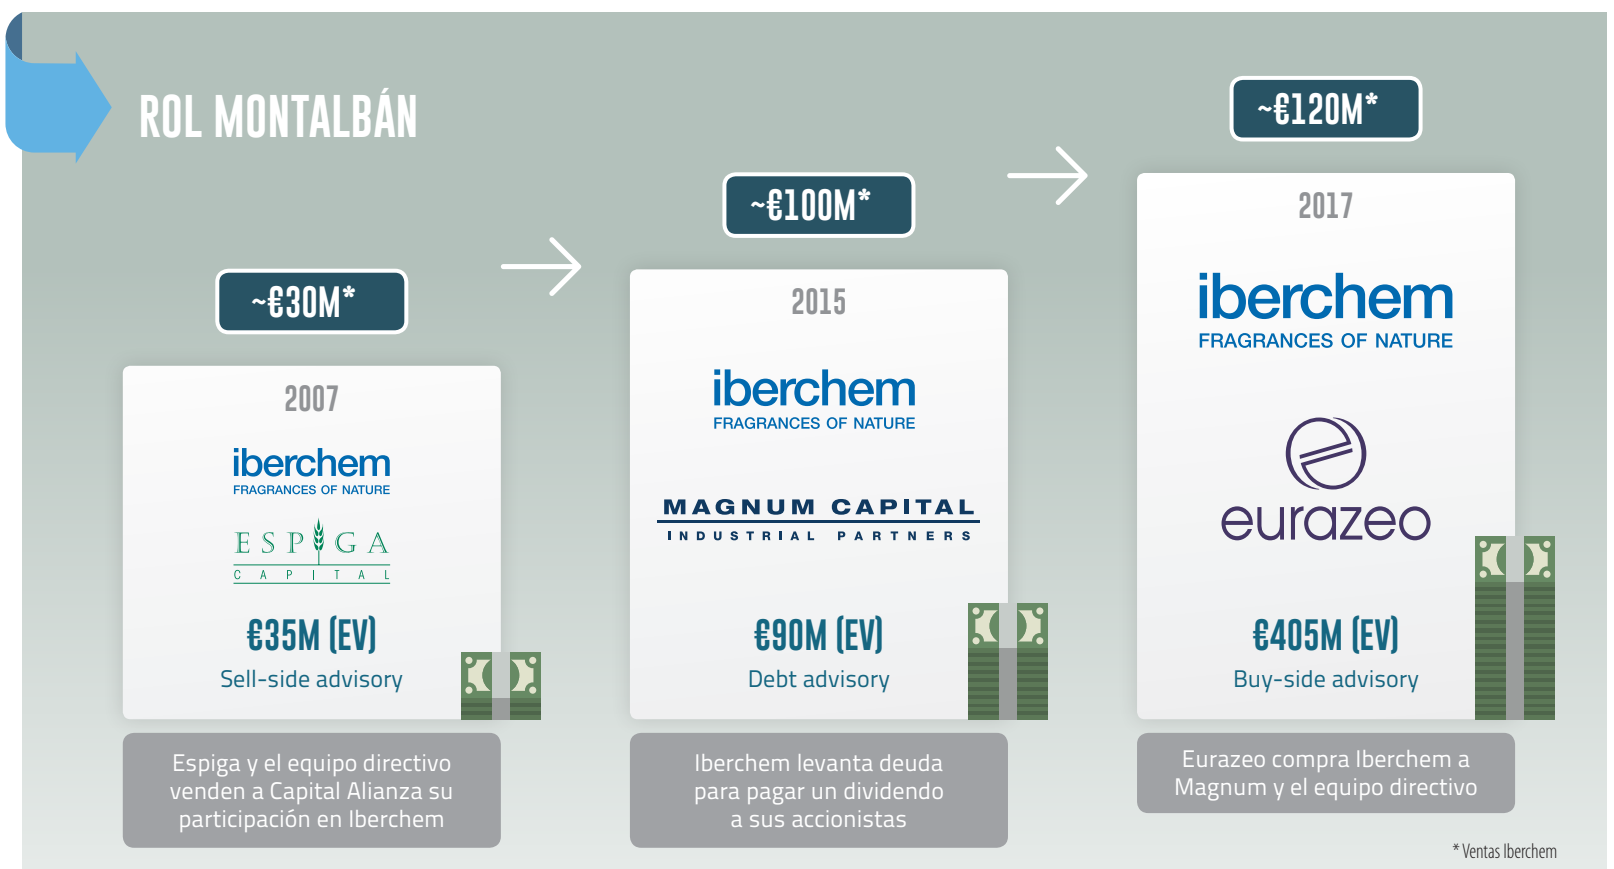 ROL MONTALBÁN
~€30M*
2007
iberchem
FRAGRANCES OF NATURE
ESPIGA
CAPITAL
€35M (EV)
Sell-side advisory
Espiga y el equipo directivo
venden a Capital Alianza su
participación en Iberchem
~€100M*
2015
iberchem
FRAGRANCES OF NATURE
MAGNUM CAPITAL
INDUSTRIAL PARTNERS
€90M (EV)
Debt advisory
Iberchem levanta deuda
para pagar un dividendo
a sus accionistas
~€120M*
2017
iberchem
FRAGRANCES OF NATURE
eurazeo
€405M (EV)
Buy-side advisory
Eurazeo compra Iberchem a
Magnum y el equipo directivo
* Ventas Iberchem